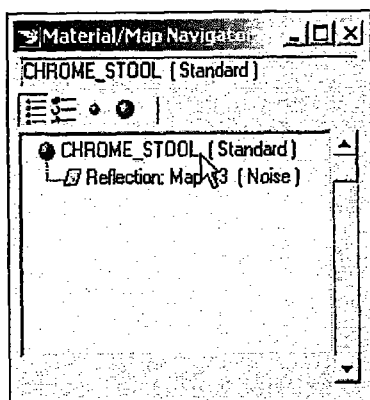 Material/Map Navigator
CHROME_STOOL (Standard)
CHROME_STOOL (Standard)
Reflection: Map #3 (Noise)